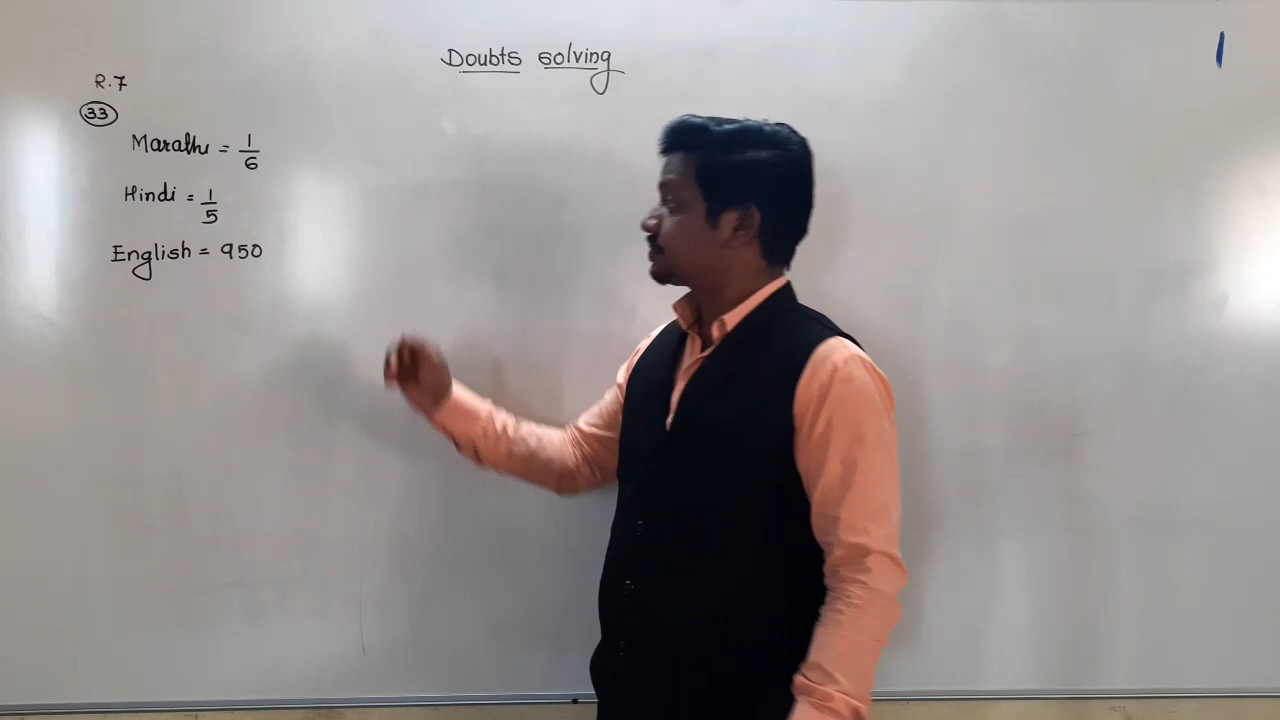 Doubts solving
R.7
33
Marathi = 1/6
Hindi = 1/5
English = 950